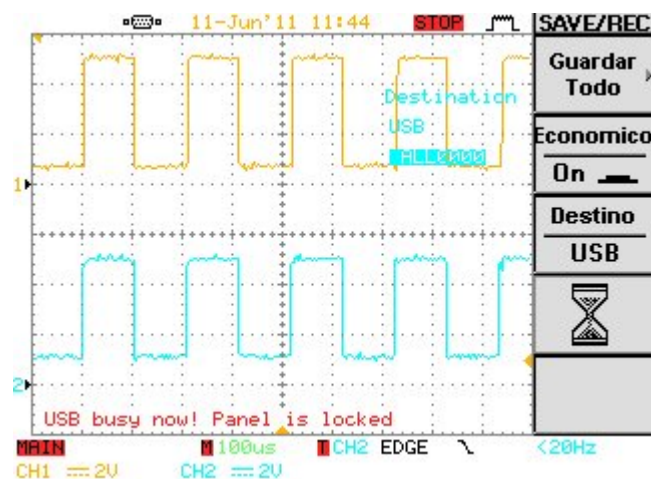 11-Jun'11 11:44 STOP SAVE/REC
Guardar
Todo
Destination
USB
ALL0000
Economico
On
Destino
USB
1
2
USB busy now! Panel is locked
MAIN M 100us T CH2 EDGE <20Hz
CH1 2V CH2 2V